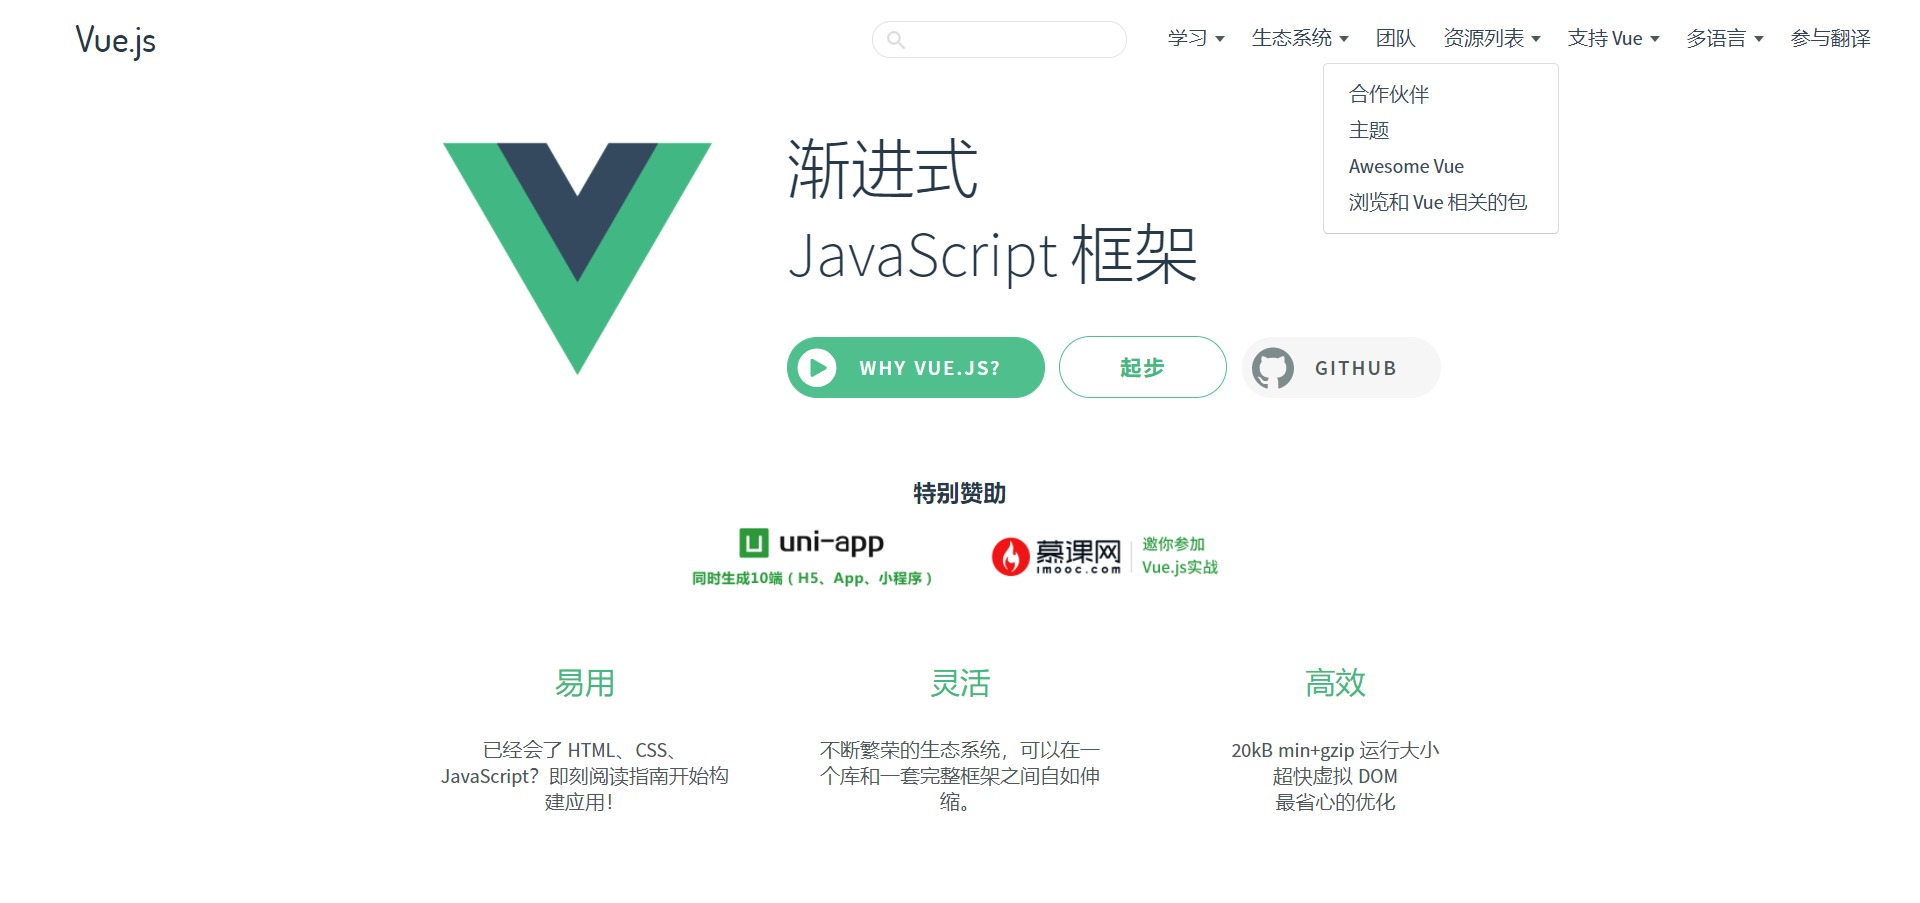 Vue.js
学习 生态系统 团队 资源列表 支持 Vue 多语言 参与翻译
合作伙伴
主题
Awesome Vue
浏览和 Vue 相关的包
渐进式
JavaScript 框架
WHY VUE.JS? 起步 GITHUB
特别赞助
uni-app
同时生成10端（H5、App、小程序）
慕课网
imooc.com
邀你参加
Vue.js实战
易用
已经会了 HTML、CSS、
JavaScript？即刻阅读指南开始构
建应用！
灵活
不断繁荣的生态系统，可以在一
个库和一套完整框架之间自如伸
缩。
高效
20kB min+gzip 运行大小
超快虚拟 DOM
最省心的优化